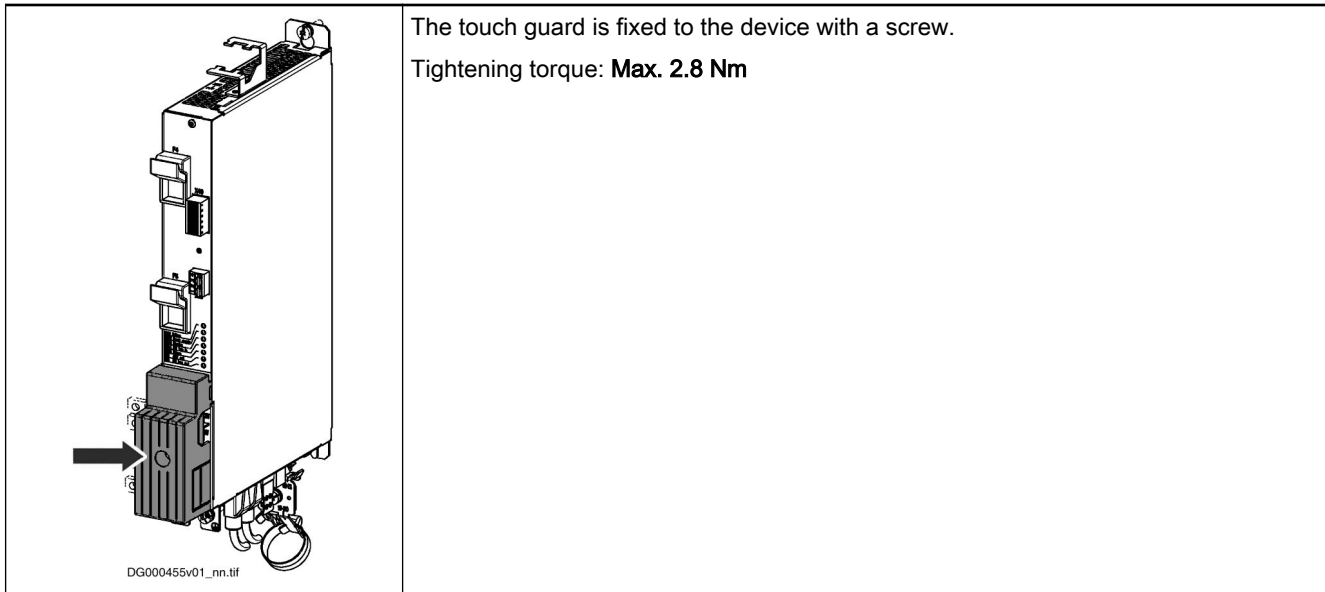 The touch guard is fixed to the device with a screw.
Tightening torque: Max. 2.8 Nm
DG000455v01_nn.tif